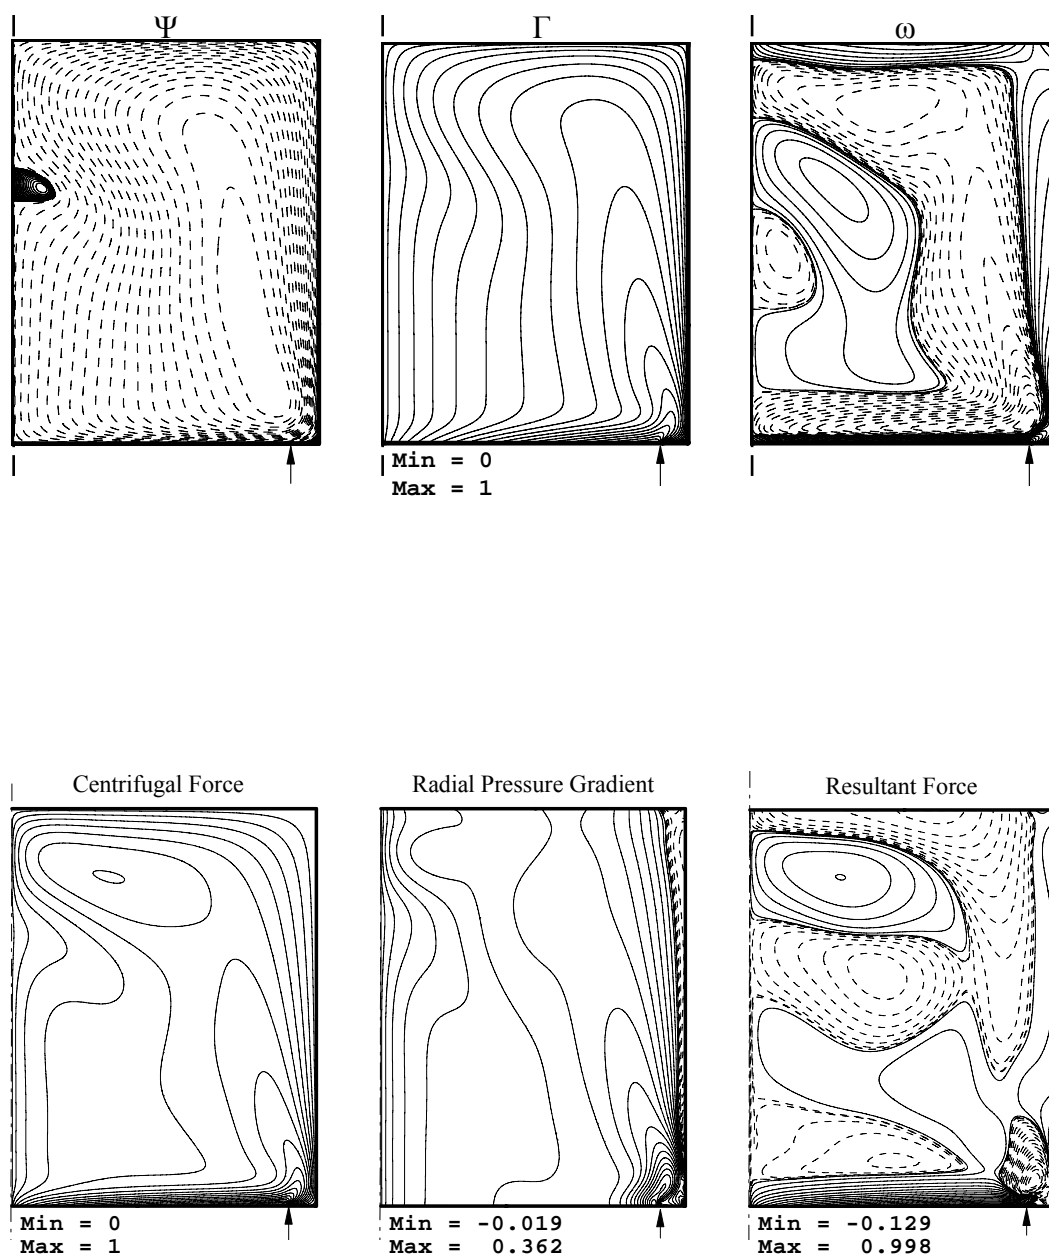 Ψ Γ ω
Min = 0
Max = 1
Centrifugal Force Radial Pressure Gradient Resultant Force
Min = 0 Min = -0.019 Min = -0.129
Max = 1 Max = 0.362 Max = 0.998